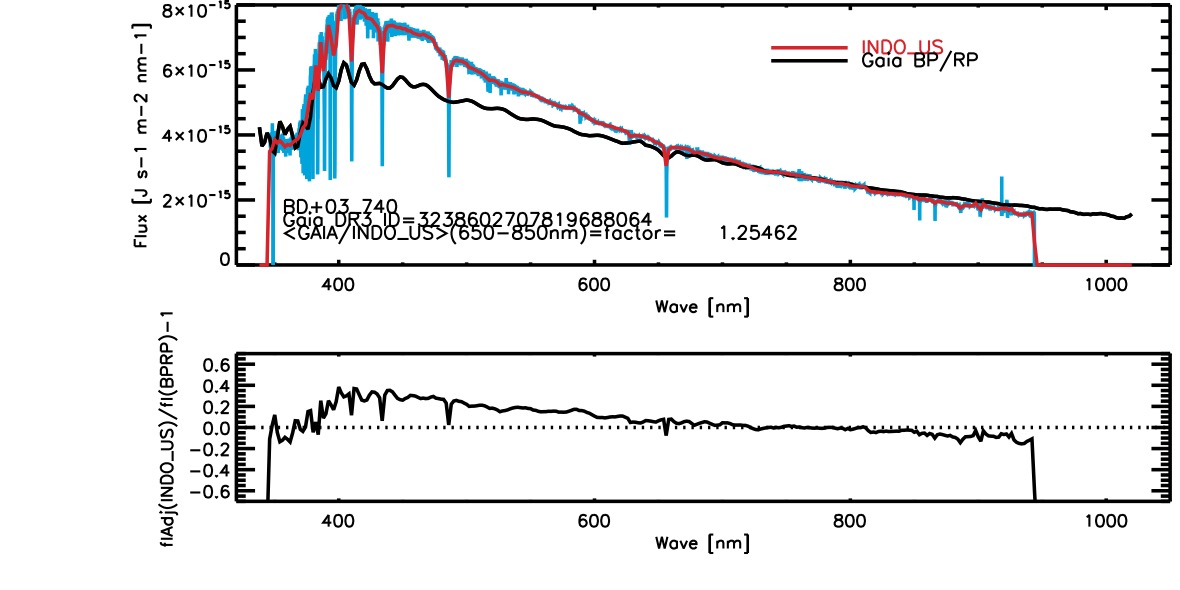 8×10−15
6×10−15
4×10−15
2×10−15
0
Flux [J s−1 m−2 nm−1]
INDO_US
Gaia BP/RP
BD+03 740
Gaia DR3 ID=3238602707819688064
<GAIA/INDO_US>(650−850nm)=factor= 1.25462
400 600 800 1000
Wave [nm]
flAdj(INDO_US)/fl(BPRP)−1
0.6
0.4
0.2
0.0
−0.2
−0.4
−0.6
400 600 800 1000
Wave [nm]